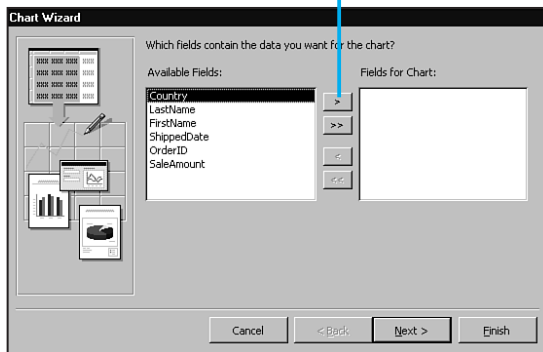 Chart Wizard
Which fields contain the data you want for the chart?
Available Fields:
Fields for Chart:
Country
LastName
FirstName
ShippedDate
OrderID
SaleAmount
>
>>
<
<<
Cancel
< Back
Next >
Finish